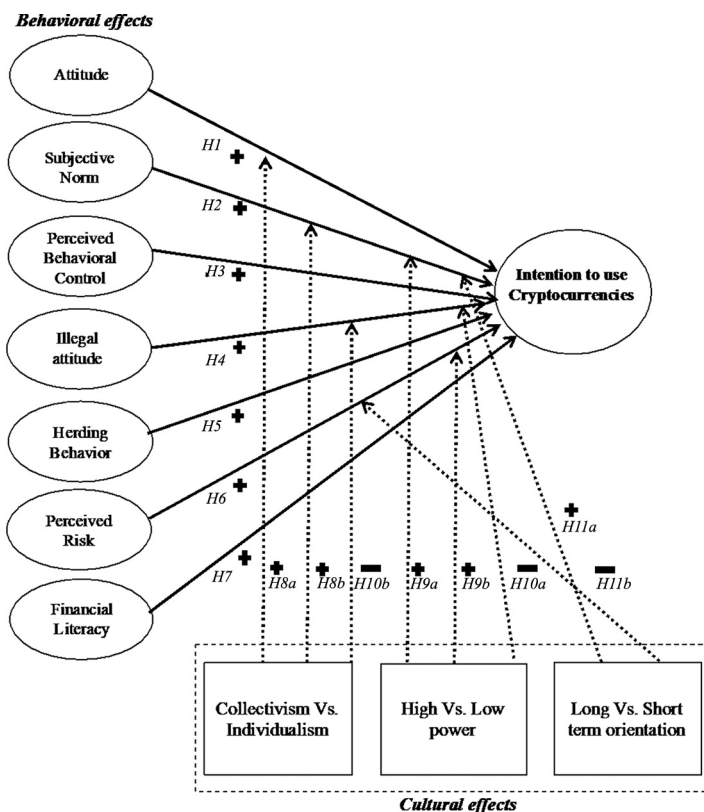 Behavioral effects
Attitude
H1
+
Subjective
Norm
H2
+
Perceived
Behavioral
Control
H3
+
Intention to use
Cryptocurrencies
Illegal
attitude
H4
+
Herding
Behavior
H5
+
Perceived
Risk
H6
+
Financial
Literacy
H7
+
+
H8a
+
H8b
-
H10b
+
H9a
+
H9b
-
H10a
+
H11a
-
H11b
Collectivism Vs.
Individualism
High Vs. Low
power
Long Vs. Short
term orientation
Cultural effects